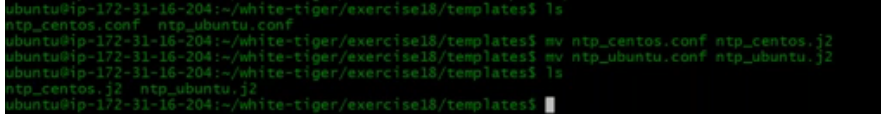 ubuntu@ip-172-31-16-204:~/white-tiger/exercise18/templates$ ls
ntp_centos.conf  ntp_ubuntu.conf
ubuntu@ip-172-31-16-204:~/white-tiger/exercise18/templates$ mv ntp_centos.conf ntp_centos.j2
ubuntu@ip-172-31-16-204:~/white-tiger/exercise18/templates$ mv ntp_ubuntu.conf ntp_ubuntu.j2
ubuntu@ip-172-31-16-204:~/white-tiger/exercise18/templates$ ls
ntp_centos.j2  ntp_ubuntu.j2
ubuntu@ip-172-31-16-204:~/white-tiger/exercise18/templates$